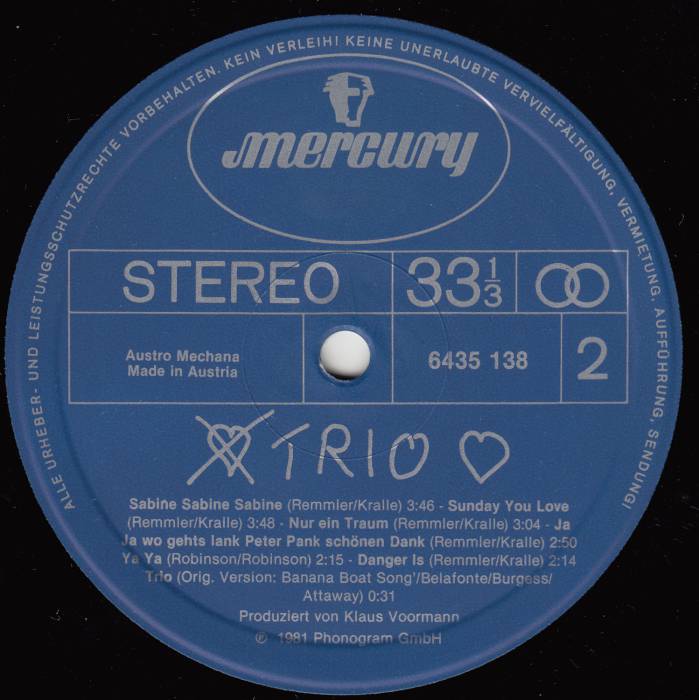 ALLE URHEBER- UND LEISTUNGSSCHUTZRECHTE VORBEHALTEN. KEIN VERLEIH! KEINE UNERLAUBTE VERVIELFÄLTIGUNG, VERMIETUNG, AUFFÜHRUNG, SENDUNG!
mercury
STEREO 33 1/3
Austro Mechana
Made in Austria
6435 138
2
TRIO
Sabine Sabine Sabine (Remmler/Kralle) 3:46 - Sunday You Love
(Remmler/Kralle) 3:48 - Nur ein Traum (Remmler/Kralle) 3:04 - Ja
Ja wo gehts lank Peter Pank schönen Dank (Remmler/Kralle) 2:50
Ya Ya (Robinson/Robinson) 2:15 - Danger Is (Remmler/Kralle) 2:14
Trio (Orig. Version: Banana Boat Song'/Belafonte/Burgess/
Attaway) 0:31
Produziert von Klaus Voormann
℗ 1981 Phonogram GmbH